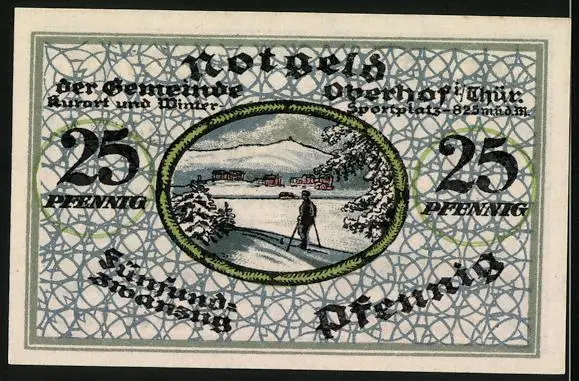 Notgeld
der Gemeinde Oberhof i/Thür.
Kurort und Winter- Sportplatz-825 m ü.d.M.
25 25
PFENNIG PFENNIG
Fünfund-
zwanzig Pfennig